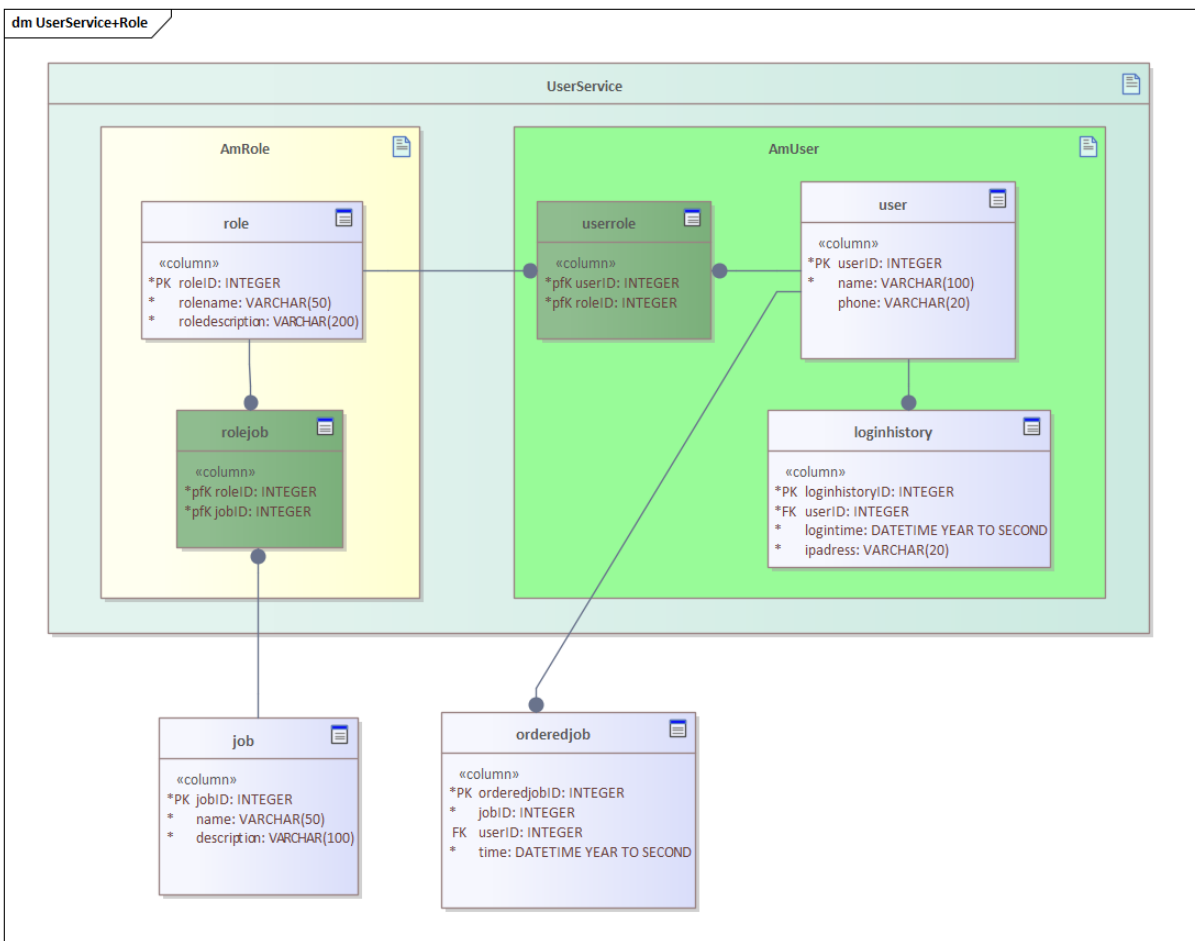 dm UserService+Role
UserService
AmRole
AmUser
role
«column»
*PK roleID: INTEGER
* rolename: VARCHAR(50)
* roledescription: VARCHAR(200)
userrole
«column»
*pfK userID: INTEGER
*pfK roleID: INTEGER
user
«column»
*PK userID: INTEGER
* name: VARCHAR(100)
phone: VARCHAR(20)
rolejob
«column»
*pfK roleID: INTEGER
*pfK jobID: INTEGER
loginhistory
«column»
*PK loginhistoryID: INTEGER
*FK userID: INTEGER
* logintime: DATETIME YEAR TO SECOND
* ipadress: VARCHAR(20)
job
«column»
*PK jobID: INTEGER
* name: VARCHAR(50)
* description: VARCHAR(100)
orderedjob
«column»
*PK orderedjobID: INTEGER
* jobID: INTEGER
FK userID: INTEGER
* time: DATETIME YEAR TO SECOND